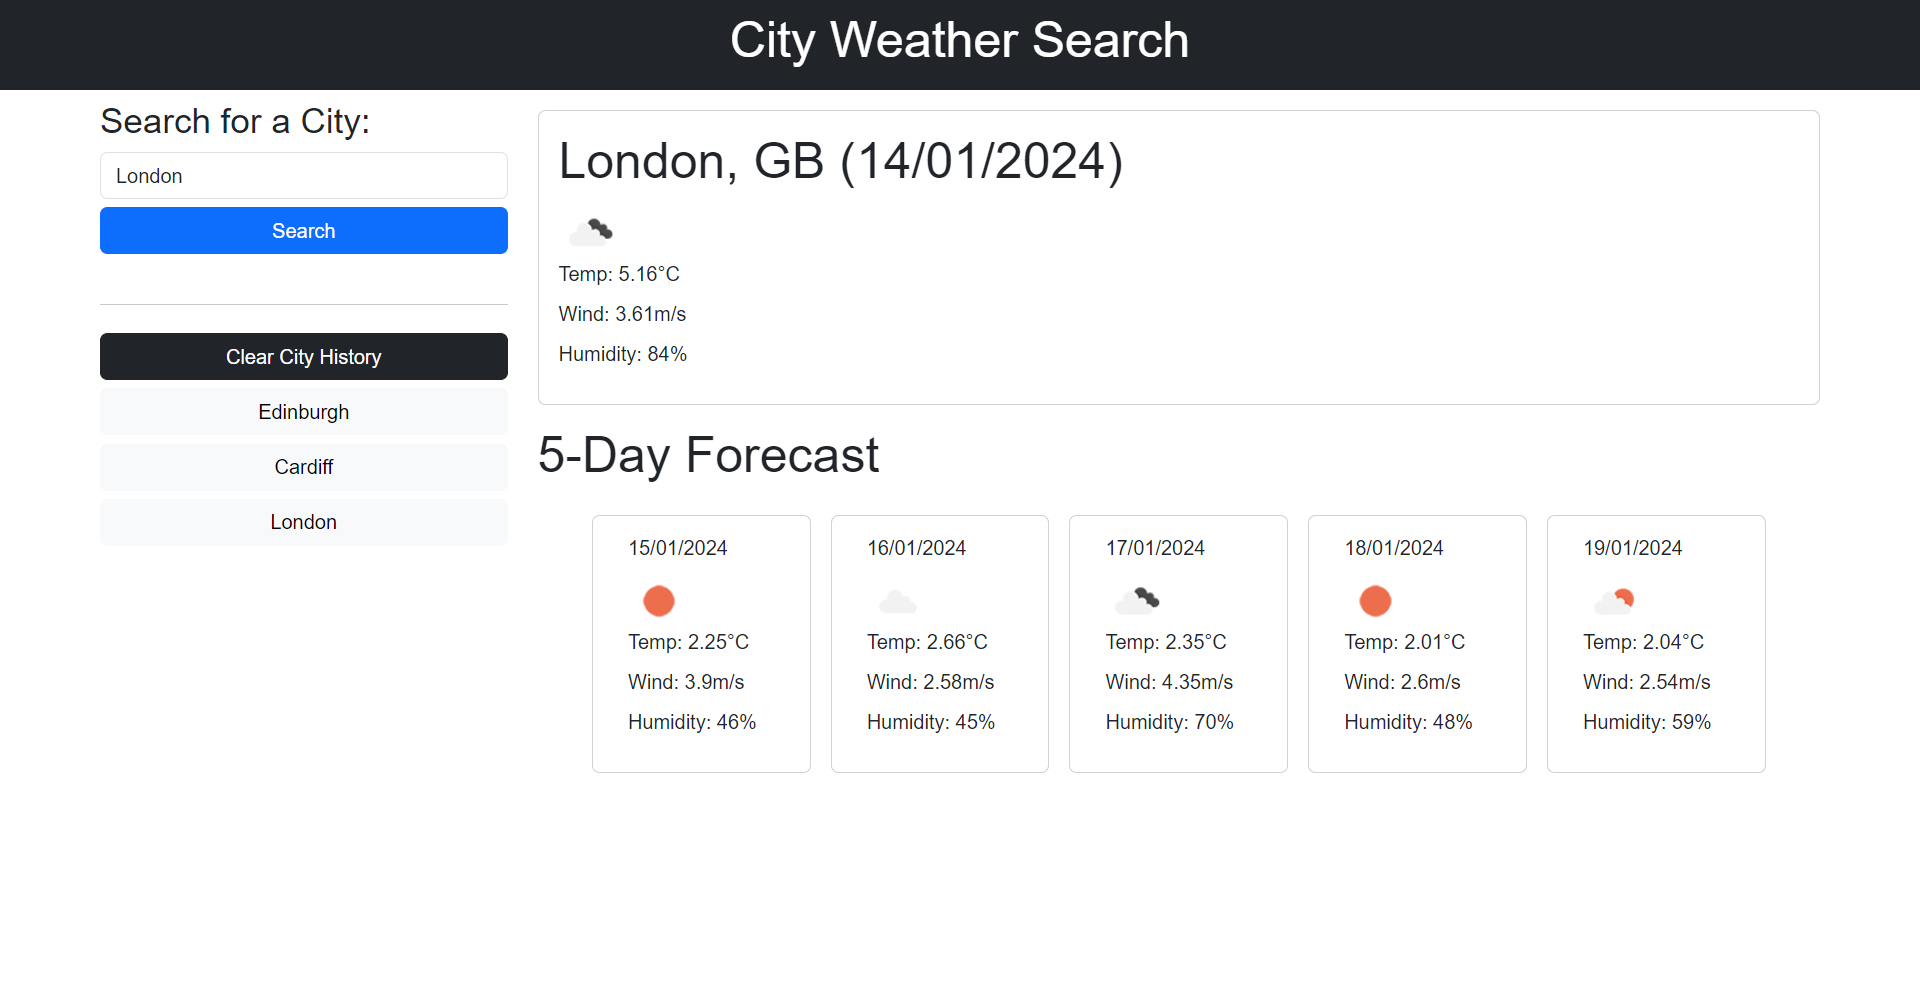 City Weather Search
Search for a City:
London
Search
Clear City History
Edinburgh
Cardiff
London
London, GB (14/01/2024)
Temp: 5.16°C
Wind: 3.61m/s
Humidity: 84%
5-Day Forecast
15/01/2024
Temp: 2.25°C
Wind: 3.9m/s
Humidity: 46%
16/01/2024
Temp: 2.66°C
Wind: 2.58m/s
Humidity: 45%
17/01/2024
Temp: 2.35°C
Wind: 4.35m/s
Humidity: 70%
18/01/2024
Temp: 2.01°C
Wind: 2.6m/s
Humidity: 48%
19/01/2024
Temp: 2.04°C
Wind: 2.54m/s
Humidity: 59%